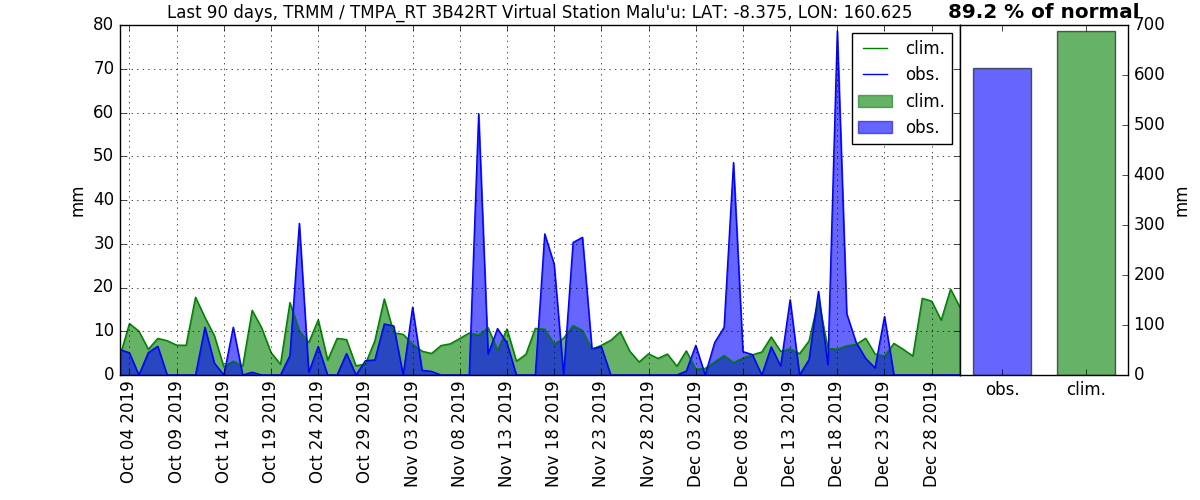 Last 90 days, TRMM / TMPA_RT 3B42RT Virtual Station Malu'u: LAT: -8.375, LON: 160.625
89.2 % of normal
80
70
60
50
40
30
20
10
0
mm
clim.
obs.
clim.
obs.
Oct 04 2019
Oct 09 2019
Oct 14 2019
Oct 19 2019
Oct 24 2019
Oct 29 2019
Nov 03 2019
Nov 08 2019
Nov 13 2019
Nov 18 2019
Nov 23 2019
Nov 28 2019
Dec 03 2019
Dec 08 2019
Dec 13 2019
Dec 18 2019
Dec 23 2019
Dec 28 2019
700
600
500
400
300
200
100
0
mm
obs.
clim.